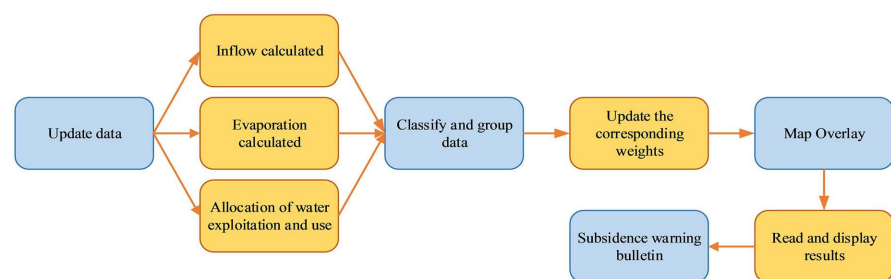 Update data
Inflow calculated
Evaporation
calculated
Allocation of water
exploitation and use
Classify and group
data
Update the
corresponding
weights
Map Overlay
Read and display
results
Subsidence warning
bulletin